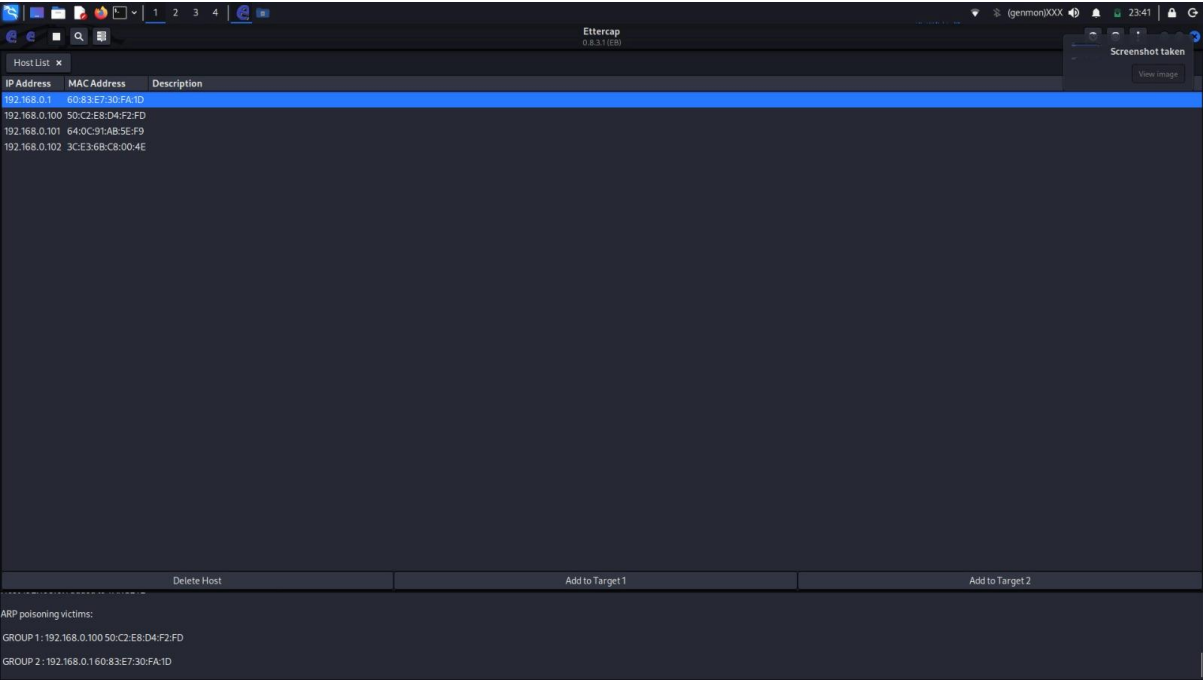 1 2 3 4 (genmon)XXX 23:41
Ettercap
0.8.3.1 (EB)
Screenshot taken
View image
Host List ×
IP Address MAC Address Description
192.168.0.1 60:83:E7:30:FA:1D
192.168.0.100 50:C2:E8:D4:F2:FD
192.168.0.101 64:0C:91:AB:5E:F9
192.168.0.102 3C:E3:6B:C8:00:4E
Delete Host Add to Target 1 Add to Target 2
ARP poisoning victims:
GROUP 1 : 192.168.0.100 50:C2:E8:D4:F2:FD
GROUP 2 : 192.168.0.1 60:83:E7:30:FA:1D